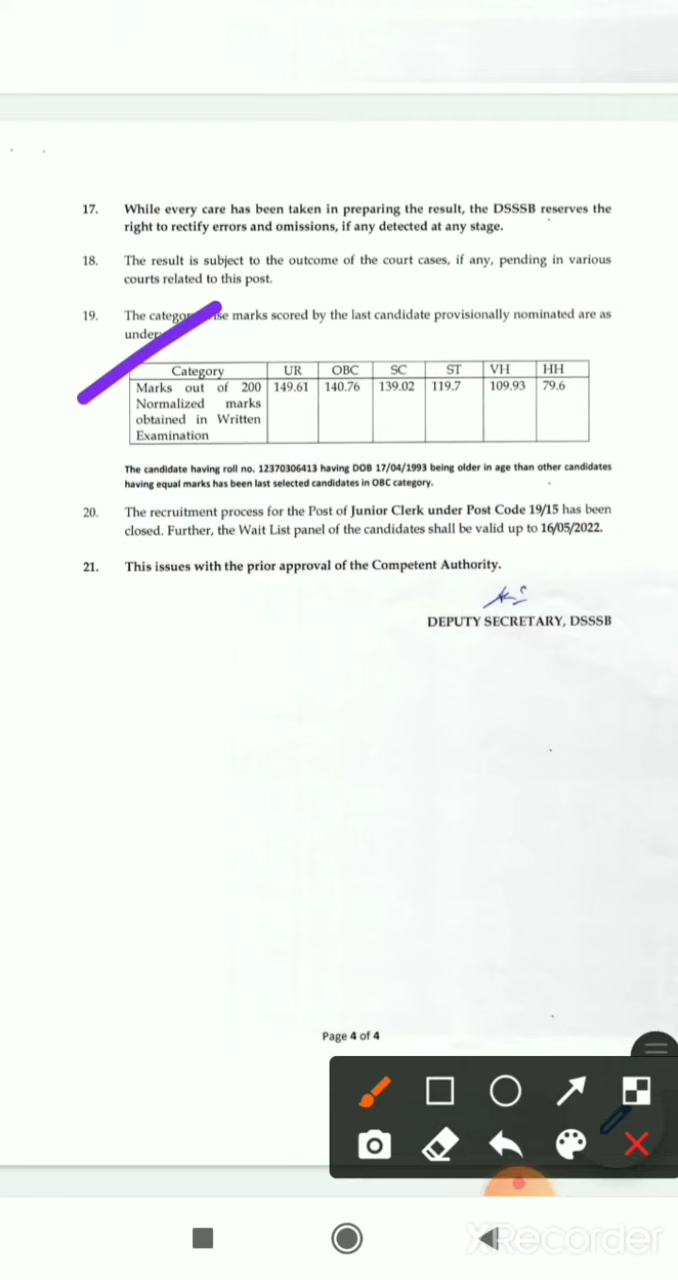 17. While every care has been taken in preparing the result, the DSSSB reserves the
right to rectify errors and omissions, if any detected at any stage.
18. The result is subject to the outcome of the court cases, if any, pending in various
courts related to this post.
19. The categor ise marks scored by the last candidate provisionally nominated are as
under
Category UR OBC SC ST VH HH
Marks out of 200 149.61 140.76 139.02 119.7 109.93 79.6
Normalized marks
obtained in Written
Examination
The candidate having roll no. 12370306413 having DOB 17/04/1993 being older in age than other candidates
having equal marks has been last selected candidates in OBC category.
20. The recruitment process for the Post of Junior Clerk under Post Code 19/15 has been
closed. Further, the Wait List panel of the candidates shall be valid up to 16/05/2022.
21. This issues with the prior approval of the Competent Authority.
DEPUTY SECRETARY, DSSSB
Page 4 of 4
XRecorder